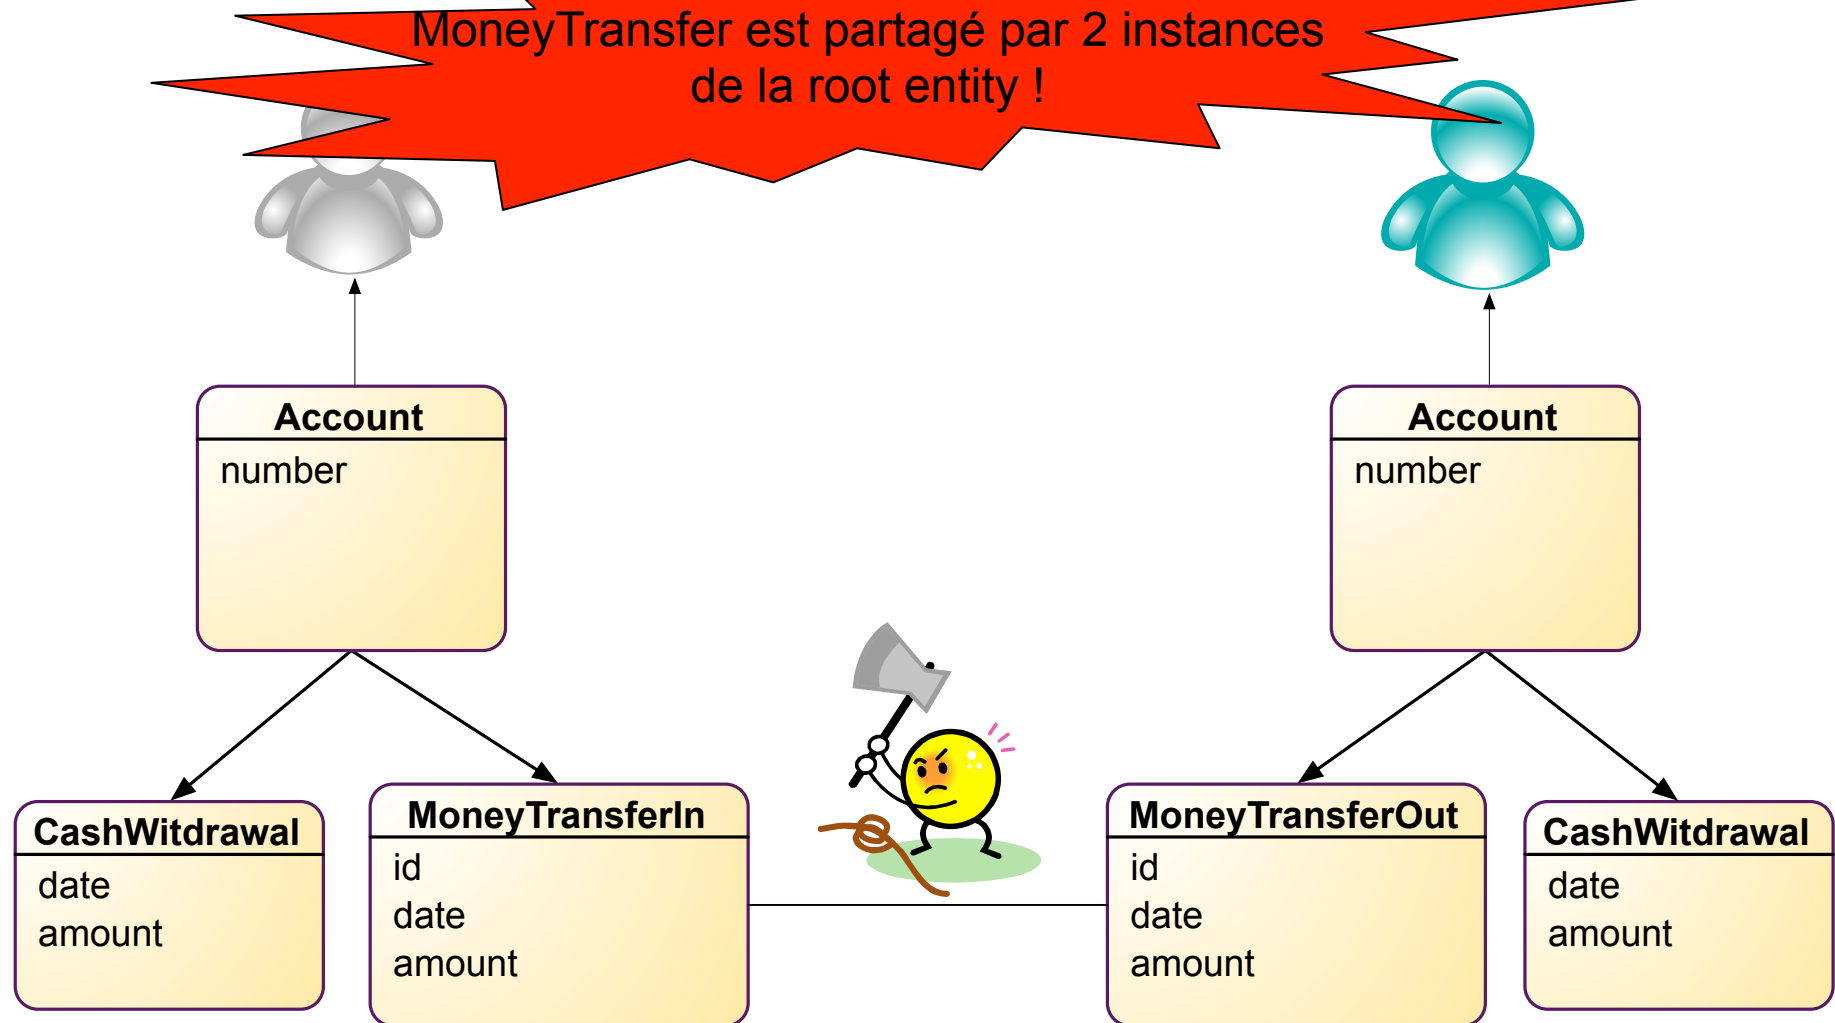 MoneyTransfer est partagé par 2 instances
de la root entity !
Account
number
Account
number
CashWitdrawal
date
amount
MoneyTransferIn
id
date
amount
MoneyTransferOut
id
date
amount
CashWitdrawal
date
amount